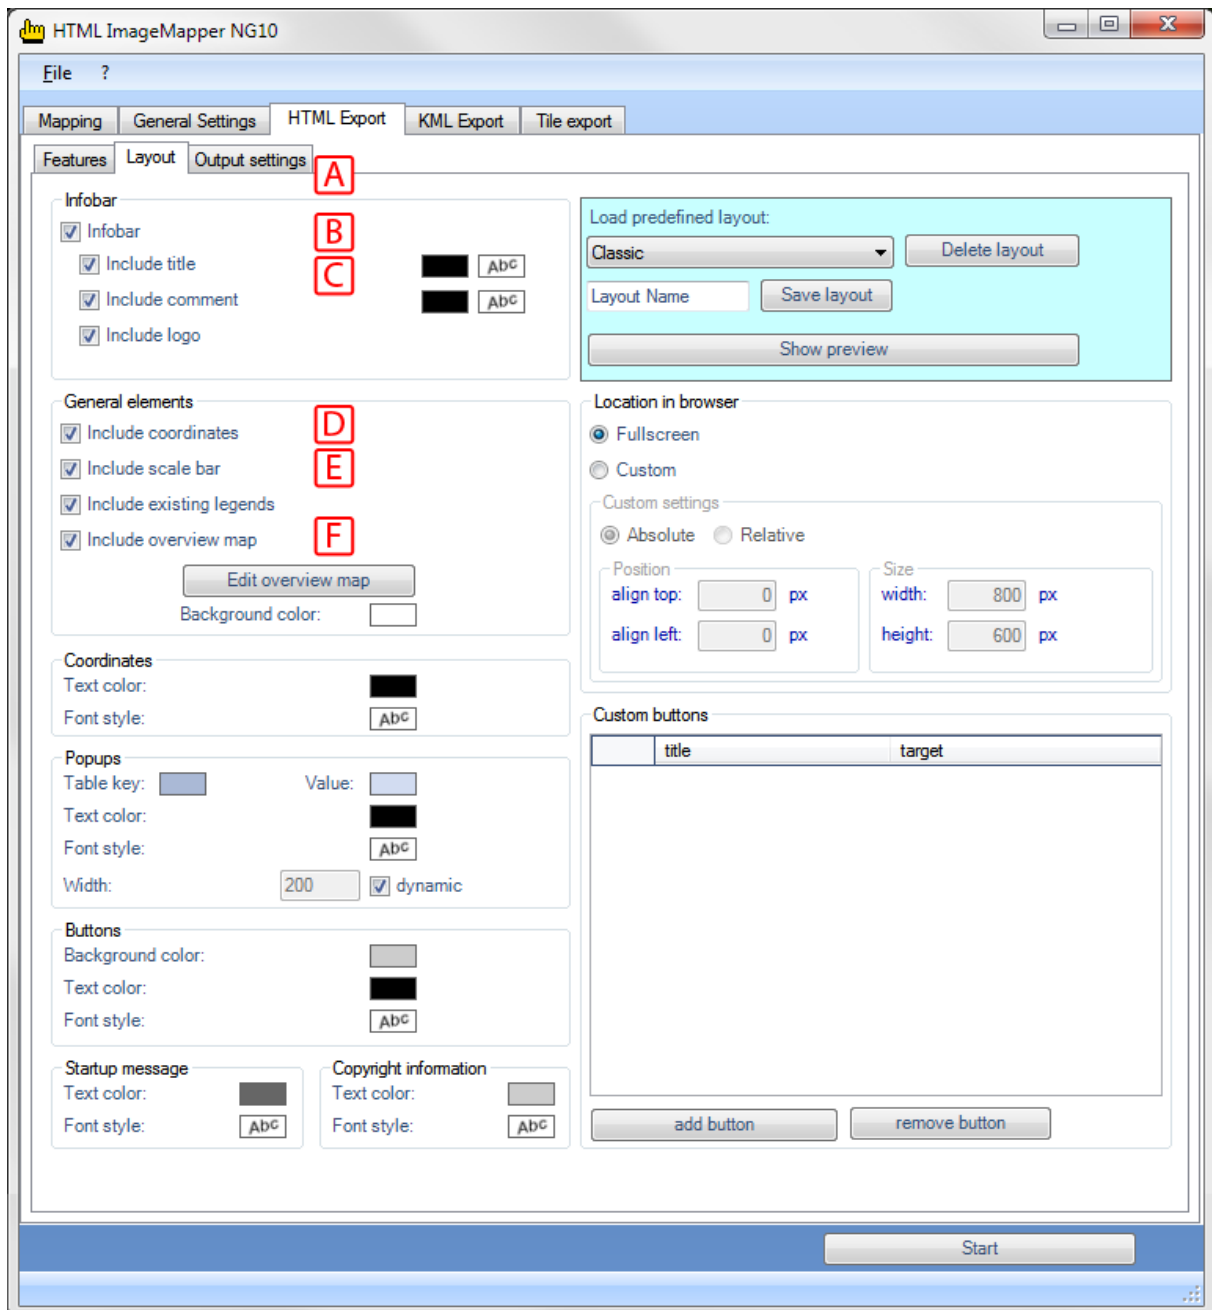 HTML ImageMapper NG10
File ?
Mapping General Settings HTML Export KML Export Tile export
Features Layout Output settings
A
Infobar
Infobar
B
Include title
Abc
C
Include comment
Abc
Include logo
Load predefined layout:
Classic
Delete layout
Layout Name
Save layout
Show preview
General elements
Include coordinates
D
Include scale bar
E
Include existing legends
Include overview map
F
Edit overview map
Background color:
Location in browser
Fullscreen
Custom
Custom settings
Absolute Relative
Position
align top: 0 px
align left: 0 px
Size
width: 800 px
height: 600 px
Coordinates
Text color:
Font style: Abc
Popups
Table key: Value:
Text color:
Font style: Abc
Width: 200 dynamic
Buttons
Background color:
Text color:
Font style: Abc
Startup message
Text color:
Font style: Abc
Copyright information
Text color:
Font style: Abc
Custom buttons
title target
add button remove button
Start